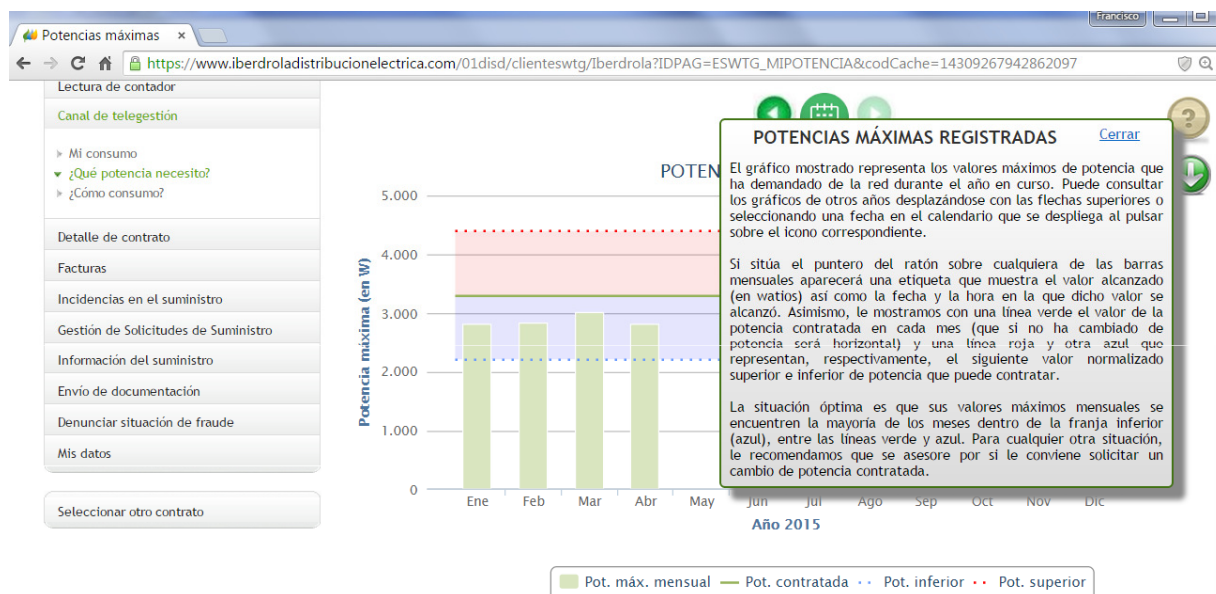 Francisco
Potencias máximas ×
https://www.iberdroladistribucionelectrica.com/01disd/clienteswtg/Iberdrola?IDPAG=ESWTG_MIPOTENCIA&codCache=14309267942862097
Lectura de contador
Canal de telegestión
Mi consumo
¿Qué potencia necesito?
¿Cómo consumo?
Detalle de contrato
Facturas
Incidencias en el suministro
Gestión de Solicitudes de Suministro
Información del suministro
Envío de documentación
Denunciar situación de fraude
Mis datos
Seleccionar otro contrato
?
POTEN
POTENCIAS MÁXIMAS REGISTRADAS Cerrar
El gráfico mostrado representa los valores máximos de potencia que
ha demandado de la red durante el año en curso. Puede consultar
los gráficos de otros años desplazándose con las flechas superiores o
seleccionando una fecha en el calendario que se despliega al pulsar
sobre el icono correspondiente.
Si sitúa el puntero del ratón sobre cualquiera de las barras
mensuales aparecerá una etiqueta que muestra el valor alcanzado
(en watios) así como la fecha y la hora en la que dicho valor se
alcanzó. Asimismo, le mostramos con una línea verde el valor de la
potencia contratada en cada mes (que si no ha cambiado de
potencia será horizontal) y una línea roja y otra azul que
representan, respectivamente, el siguiente valor normalizado
superior e inferior de potencia que puede contratar.
La situación óptima es que sus valores máximos mensuales se
encuentren la mayoría de los meses dentro de la franja inferior
(azul), entre las líneas verde y azul. Para cualquier otra situación,
le recomendamos que se asesore por si le conviene solicitar un
cambio de potencia contratada.
Potencia máxima (en W)
5.000
4.000
3.000
2.000
1.000
0
Ene Feb Mar Abr May Jun Jul Ago Sep Oct Nov Dic
Año 2015
Pot. máx. mensual Pot. contratada Pot. inferior Pot. superior